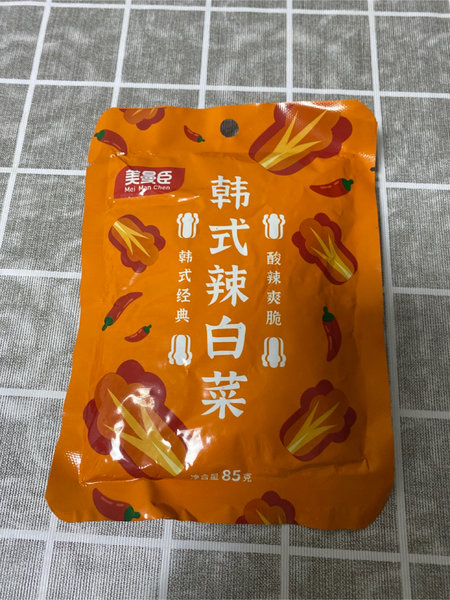 美曼臣
Mei Man Chen
韩式辣白菜
酸辣爽脆
韩式经典
净含量 85克